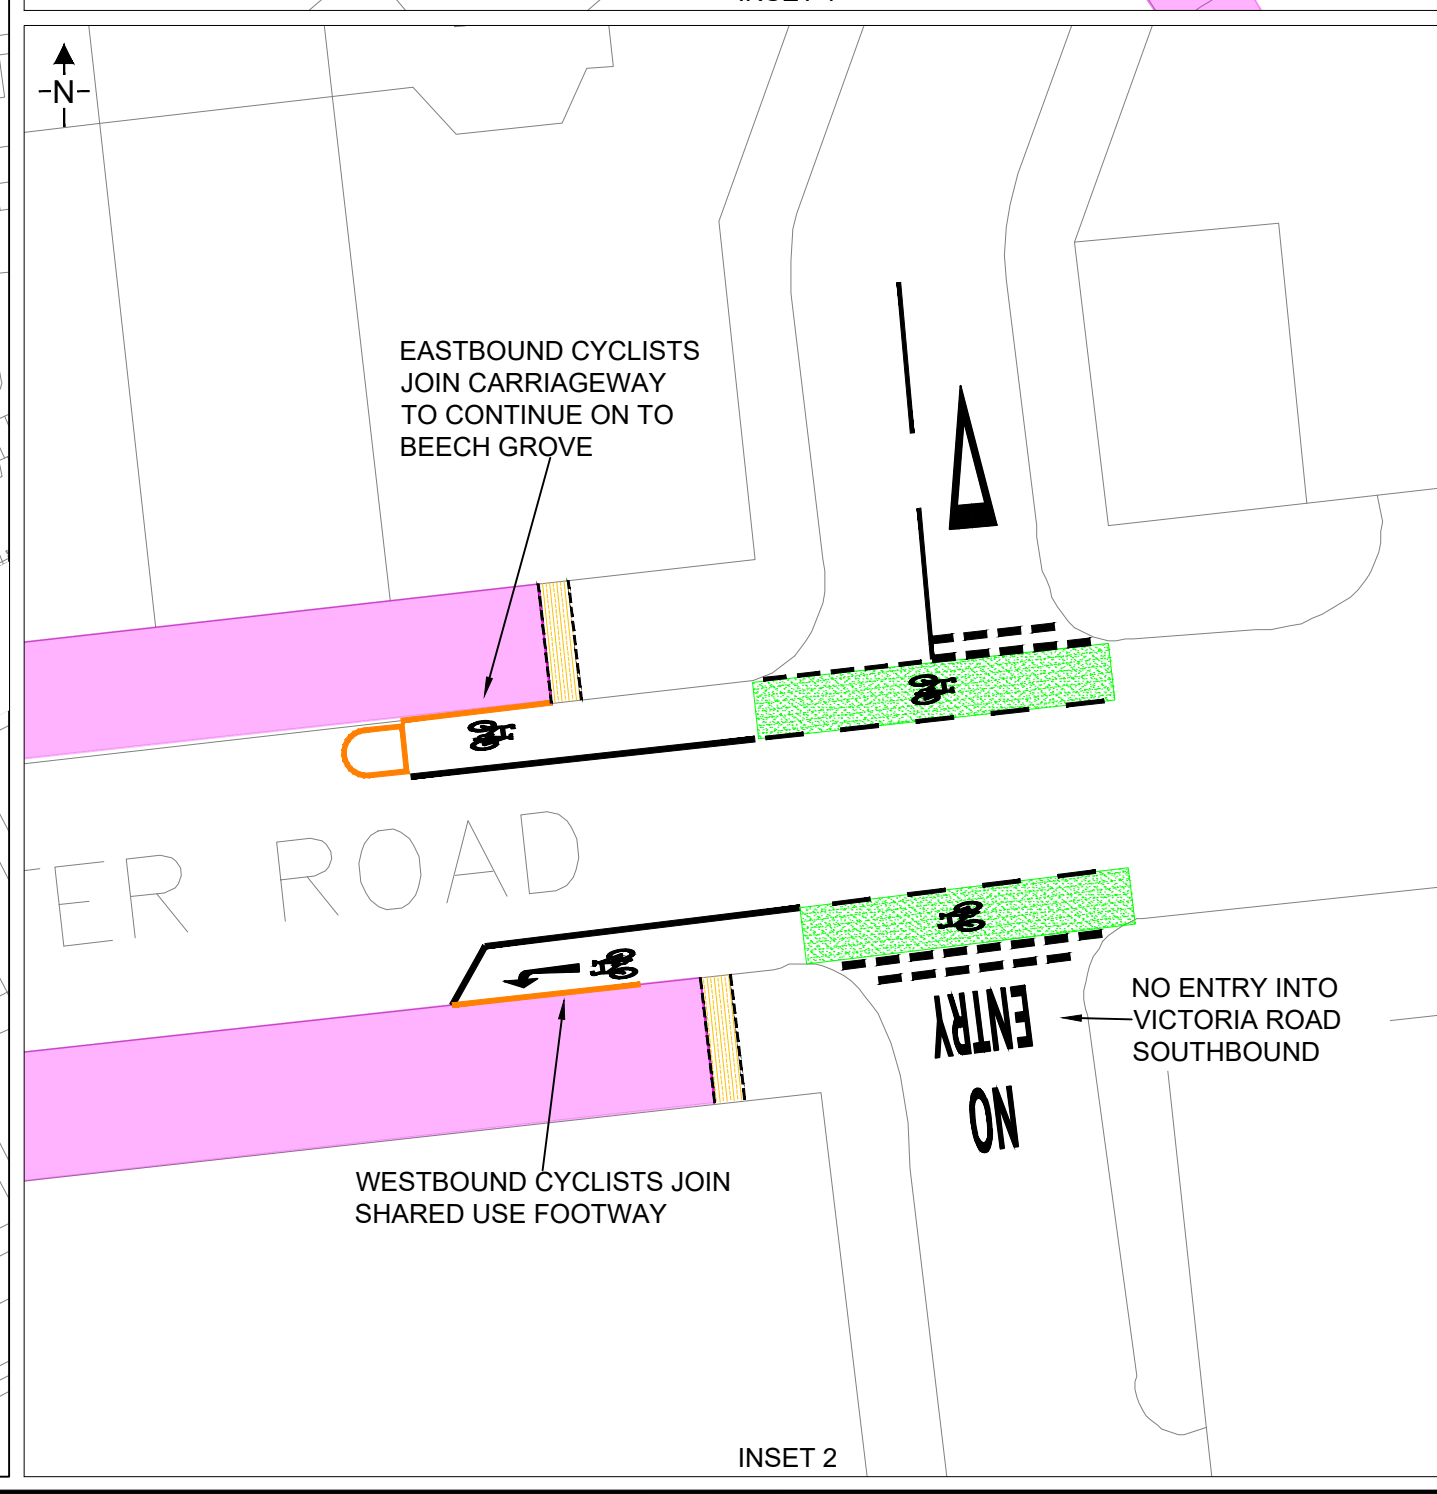 -N-
EASTBOUND CYCLISTS
JOIN CARRIAGEWAY
TO CONTINUE ON TO
BEECH GROVE
ER ROAD
NO ENTRY INTO
VICTORIA ROAD
SOUTHBOUND
ENTRY
NO
WESTBOUND CYCLISTS JOIN
SHARED USE FOOTWAY
INSET 2